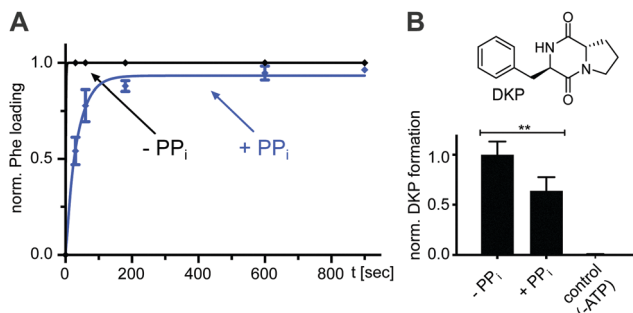 A
norm. Phe loading
1.0
0.5
0.0
- PPi
+ PPi
0
200
400
600
800
t [sec]
B
O
NH
H
N
O
DKP
norm. DKP formation
1.0
0.5
0.0
**
- PPi
+ PPi
control
(-ATP)